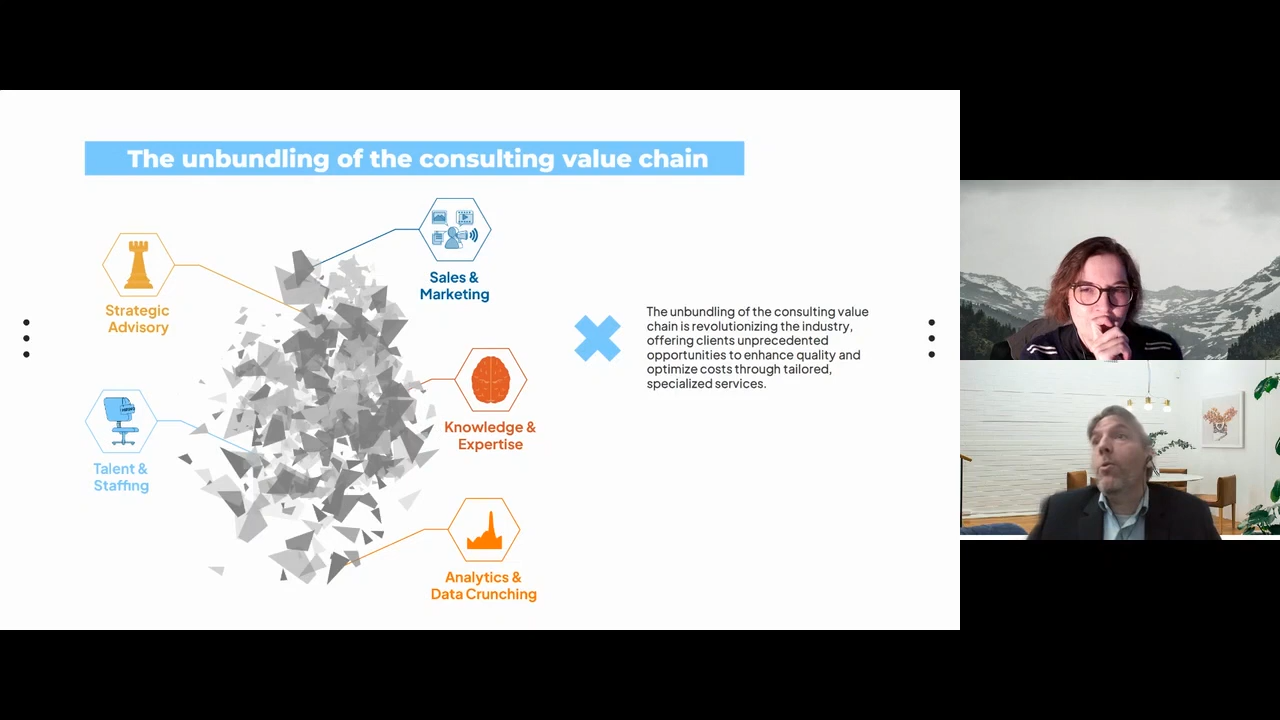 The unbundling of the consulting value chain
Sales &
Marketing
Strategic
Advisory
The unbundling of the consulting value
chain is revolutionizing the industry,
offering clients unprecedented
opportunities to enhance quality and
optimize costs through tailored,
specialized services.
Knowledge &
Expertise
Talent &
Staffing
Analytics &
Data Crunching